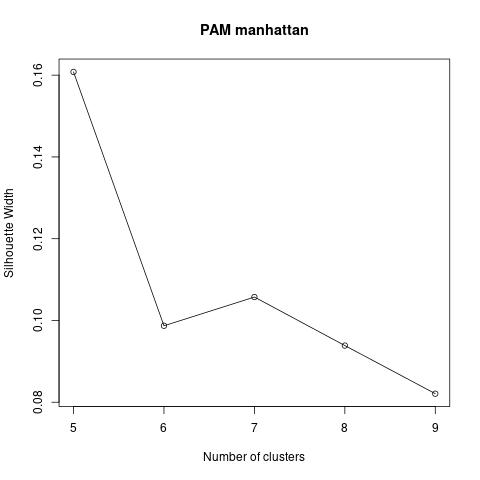 PAM manhattan
Silhouette Width
0.16
0.14
0.12
0.10
0.08
5 6 7 8 9
Number of clusters